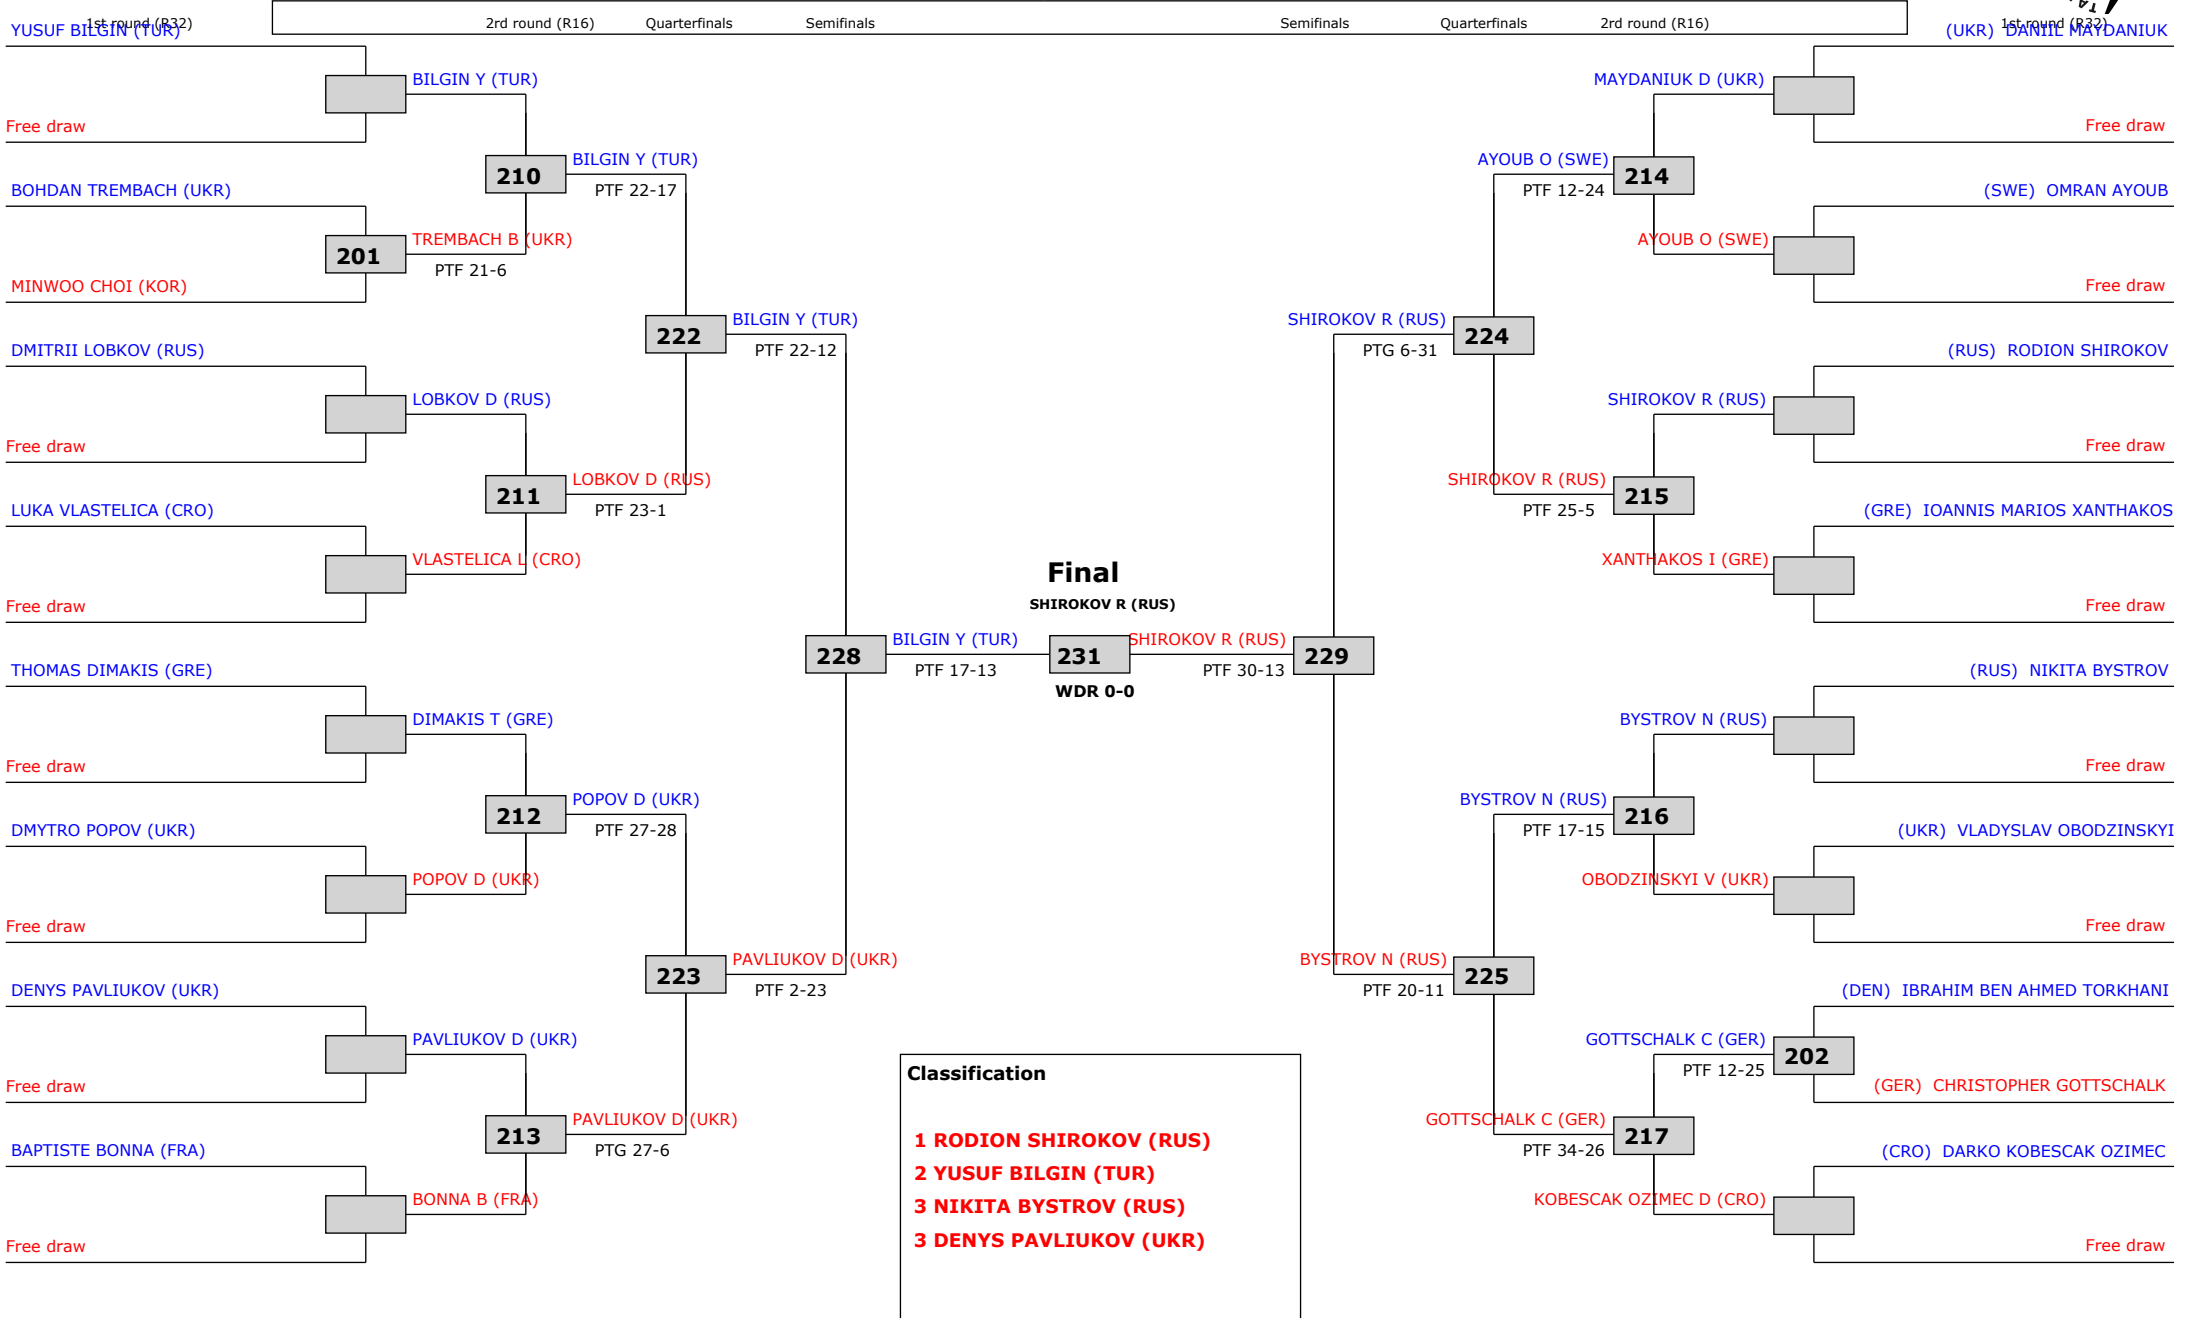 1st round (R32)
2rd round (R16)
Quarterfinals
Semifinals
Semifinals
Quarterfinals
2rd round (R16)
1st round (R32)
YUSUF BILGIN (TUR)
Free draw
BOHDAN TREMBACH (UKR)
MINWOO CHOI (KOR)
DMITRII LOBKOV (RUS)
Free draw
LUKA VLASTELICA (CRO)
Free draw
THOMAS DIMAKIS (GRE)
Free draw
DMYTRO POPOV (UKR)
Free draw
DENYS PAVLIUKOV (UKR)
Free draw
BAPTISTE BONNA (FRA)
Free draw
BILGIN Y (TUR)
201
TREMBACH B (UKR)
PTF 21-6
LOBKOV D (RUS)
VLASTELICA L (CRO)
DIMAKIS T (GRE)
POPOV D (UKR)
PAVLIUKOV D (UKR)
BONNA B (FRA)
210
BILGIN Y (TUR)
PTF 22-17
211
LOBKOV D (RUS)
PTF 23-1
212
POPOV D (UKR)
PTF 27-28
213
PAVLIUKOV D (UKR)
PTG 27-6
222
BILGIN Y (TUR)
PTF 22-12
223
PAVLIUKOV D (UKR)
PTF 2-23
228
BILGIN Y (TUR)
PTF 17-13
Final
SHIROKOV R (RUS)
231
WDR 0-0
SHIROKOV R (RUS)
PTF 30-13
229
SHIROKOV R (RUS)
PTG 6-31
224
BYSTROV N (RUS)
PTF 20-11
225
AYOUB O (SWE)
PTF 12-24
214
SHIROKOV R (RUS)
PTF 25-5
215
BYSTROV N (RUS)
PTF 17-15
216
GOTTSCHALK C (GER)
PTF 34-26
217
MAYDANIUK D (UKR)
AYOUB O (SWE)
SHIROKOV R (RUS)
XANTHAKOS I (GRE)
BYSTROV N (RUS)
OBODZINSKYI V (UKR)
GOTTSCHALK C (GER)
PTF 12-25
202
KOBESCAK OZIMEC D (CRO)
(UKR) DANIIL MAYDANIUK
Free draw
(SWE) OMRAN AYOUB
Free draw
(RUS) RODION SHIROKOV
Free draw
(GRE) IOANNIS MARIOS XANTHAKOS
Free draw
(RUS) NIKITA BYSTROV
Free draw
(UKR) VLADYSLAV OBODZINSKYI
Free draw
(DEN) IBRAHIM BEN AHMED TORKHANI
(GER) CHRISTOPHER GOTTSCHALK
(CRO) DARKO KOBESCAK OZIMEC
Free draw
Classification
1 RODION SHIROKOV (RUS)
2 YUSUF BILGIN (TUR)
3 NIKITA BYSTROV (RUS)
3 DENYS PAVLIUKOV (UKR)